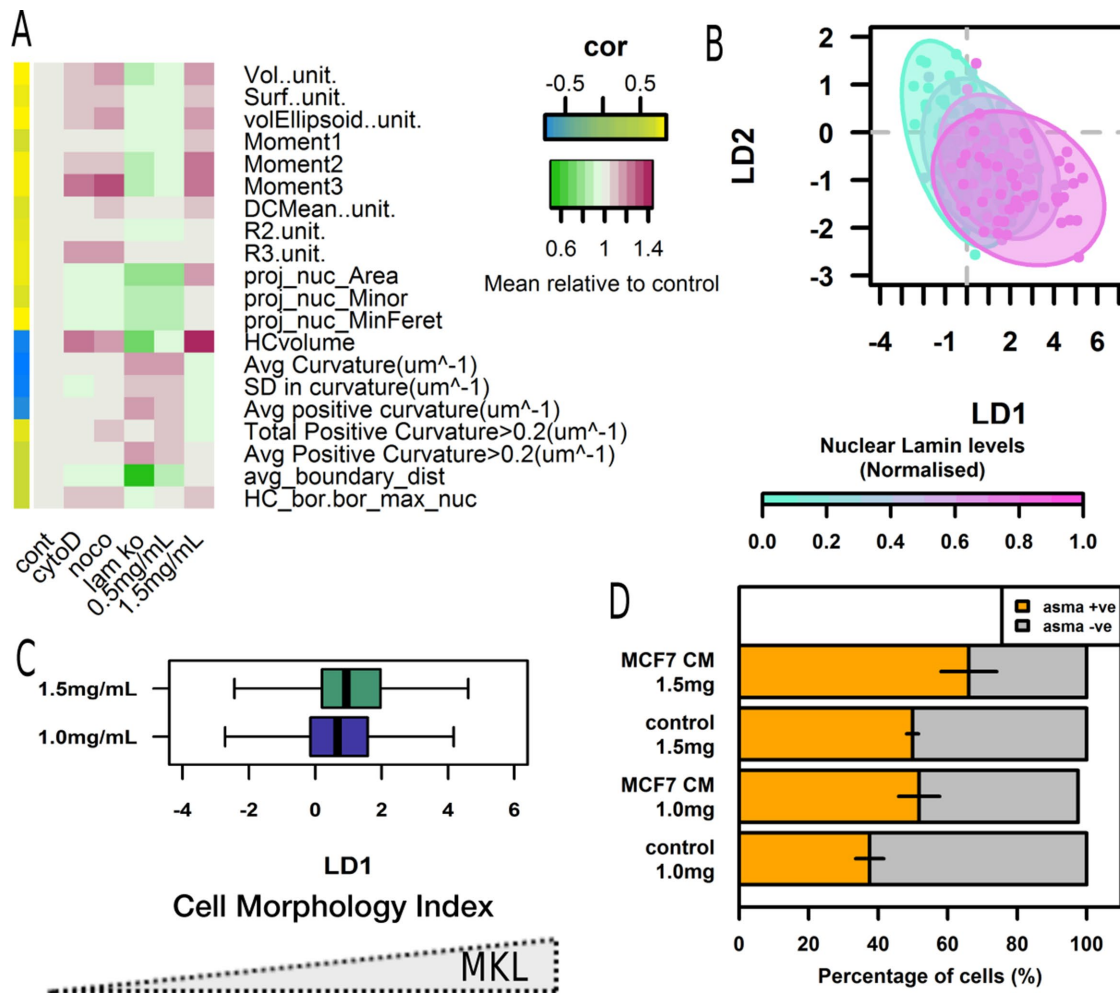 A
Vol..unit.
Surf..unit.
volEllipsoid..unit.
Moment1
Moment2
Moment3
DCMean..unit.
R2.unit.
R3.unit.
proj_nuc_Area
proj_nuc_Minor
proj_nuc_MinFeret
HCvolume
Avg Curvature(um^-1)
SD in curvature(um^-1)
Avg positive curvature(um^-1)
Total Positive Curvature>0.2(um^-1)
Avg Positive Curvature>0.2(um^-1)
avg_boundary_dist
HC_bor.bor_max_nuc
cont
cytoD
noco
lam ko
0.5mg/mL
1.5mg/mL
cor
-0.5 0.5
0.6 1 1.4
Mean relative to control
B
LD2
2
1
0
-1
-2
-3
-4 -1 2 4 6
LD1
Nuclear Lamin levels
(Normalised)
0.0 0.2 0.4 0.6 0.8 1.0
C
1.5mg/mL
1.0mg/mL
-4 -2 0 2 4 6
LD1
Cell Morphology Index
MKL
D
asma +ve
asma -ve
MCF7 CM
1.5mg
control
1.5mg
MCF7 CM
1.0mg
control
1.0mg
0 20 40 60 80 100
Percentage of cells (%)